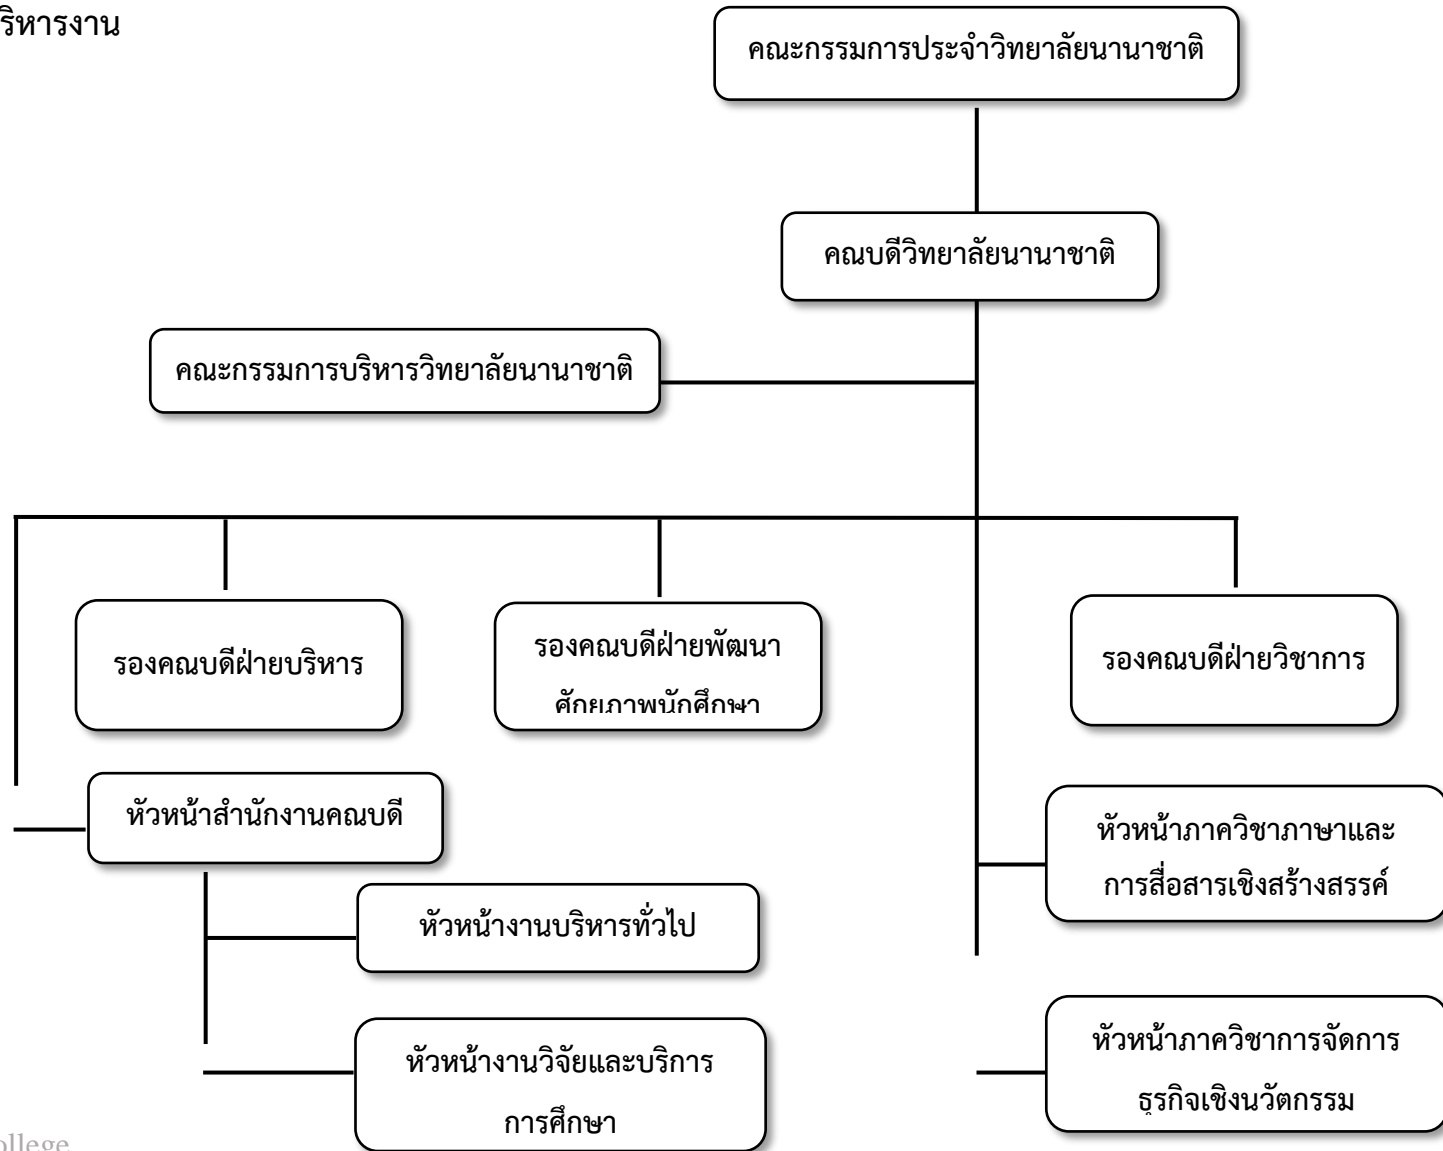 ริหารงาน
คณะกรรมการประจำวิทยาลัยนานาชาติ
คณบดีวิทยาลัยนานาชาติ
คณะกรรมการบริหารวิทยาลัยนานาชาติ
รองคณบดีฝ่ายบริหาร
รองคณบดีฝ่ายพัฒนา
ศักยภาพนักศึกษา
รองคณบดีฝ่ายวิชาการ
หัวหน้าสำนักงานคณบดี
หัวหน้าภาควิชาภาษาและ
การสื่อสารเชิงสร้างสรรค์
หัวหน้างานบริหารทั่วไป
หัวหน้างานวิจัยและบริการ
การศึกษา
หัวหน้าภาควิชาการจัดการ
ธุรกิจเชิงนวัตกรรม
ollege